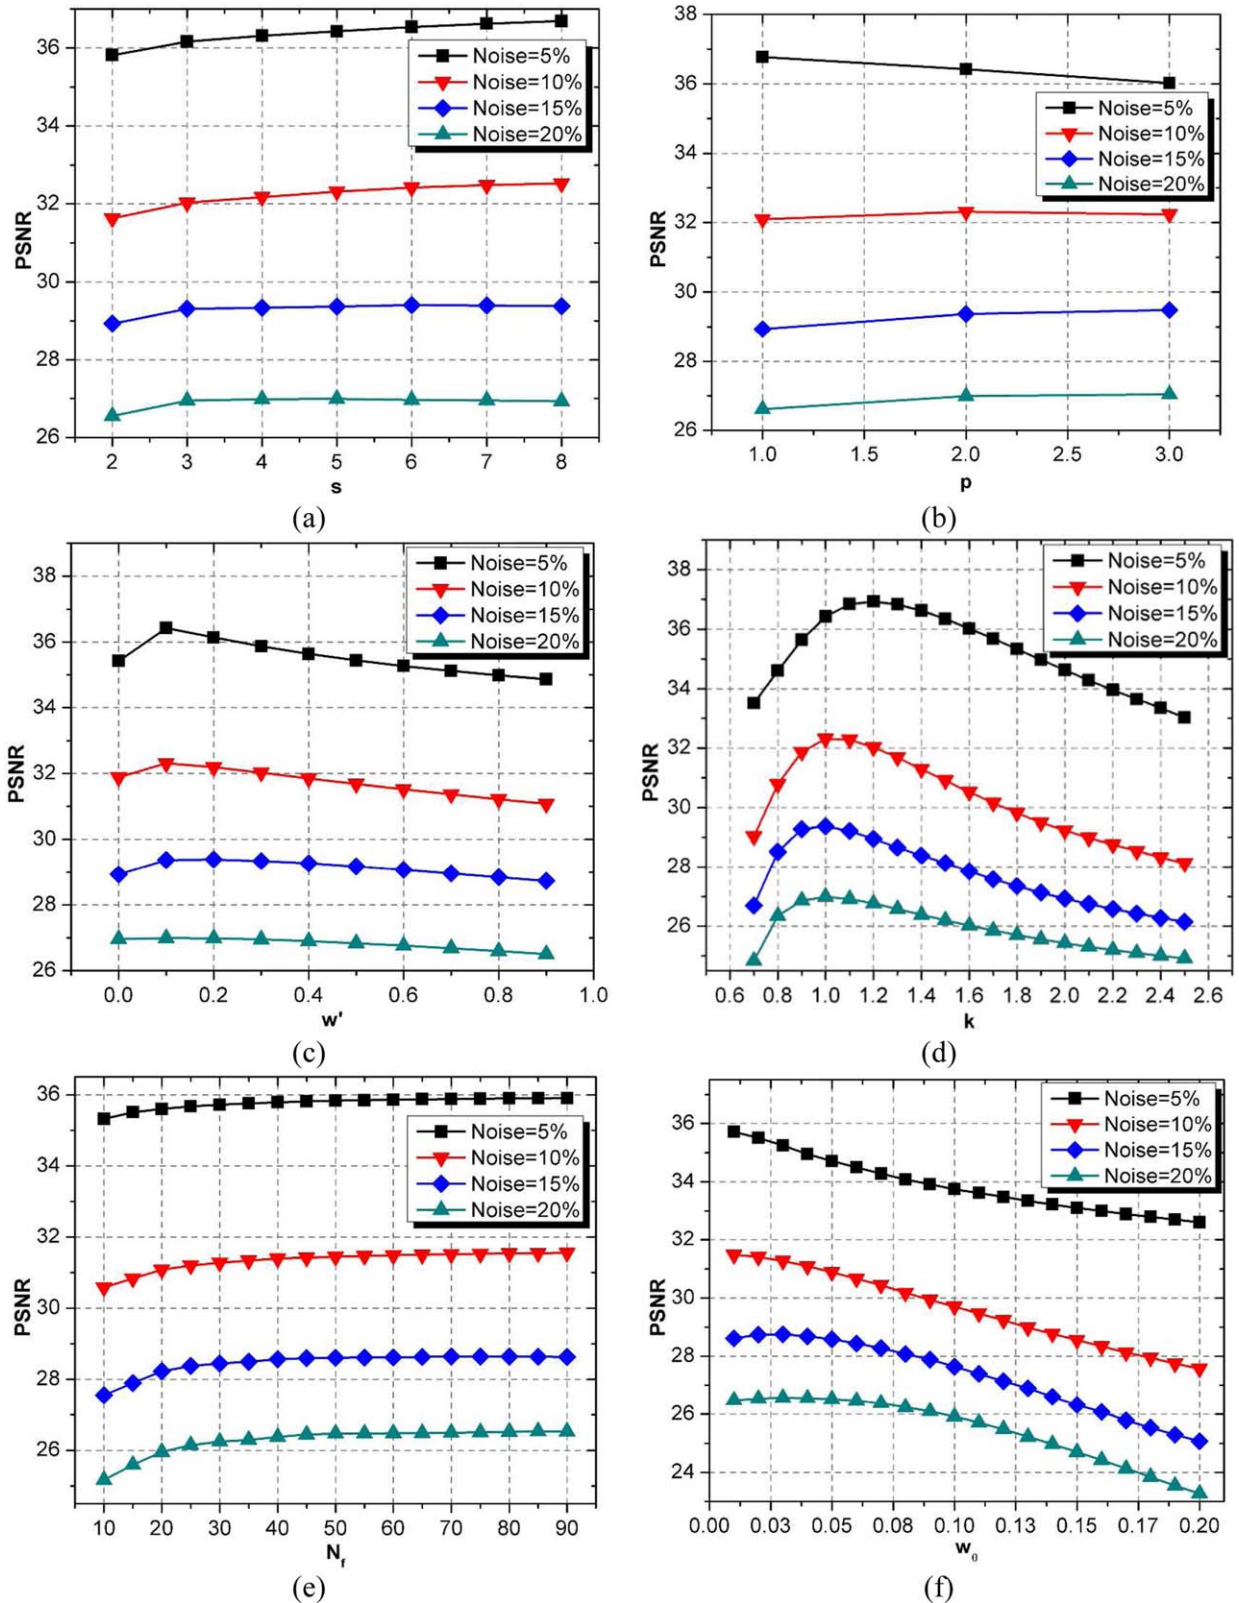 36
34
32
30
28
26
PSNR
Noise=5%
Noise=10%
Noise=15%
Noise=20%
2 3 4 5 6 7 8
s
(a)
38
36
34
32
30
28
26
PSNR
Noise=5%
Noise=10%
Noise=15%
Noise=20%
1.0 1.5 2.0 2.5 3.0
p
(b)
38
36
34
32
30
28
26
PSNR
Noise=5%
Noise=10%
Noise=15%
Noise=20%
0.0 0.2 0.4 0.6 0.8 1.0
w'
(c)
38
36
34
32
30
28
26
PSNR
Noise=5%
Noise=10%
Noise=15%
Noise=20%
0.6 0.8 1.0 1.2 1.4 1.6 1.8 2.0 2.2 2.4 2.6
k
(d)
36
34
32
30
28
26
PSNR
Noise=5%
Noise=10%
Noise=15%
Noise=20%
10 20 30 40 50 60 70 80 90
N_f
(e)
36
34
32
30
28
26
24
PSNR
Noise=5%
Noise=10%
Noise=15%
Noise=20%
0.00 0.03 0.05 0.08 0.10 0.13 0.15 0.17 0.20
w_0
(f)